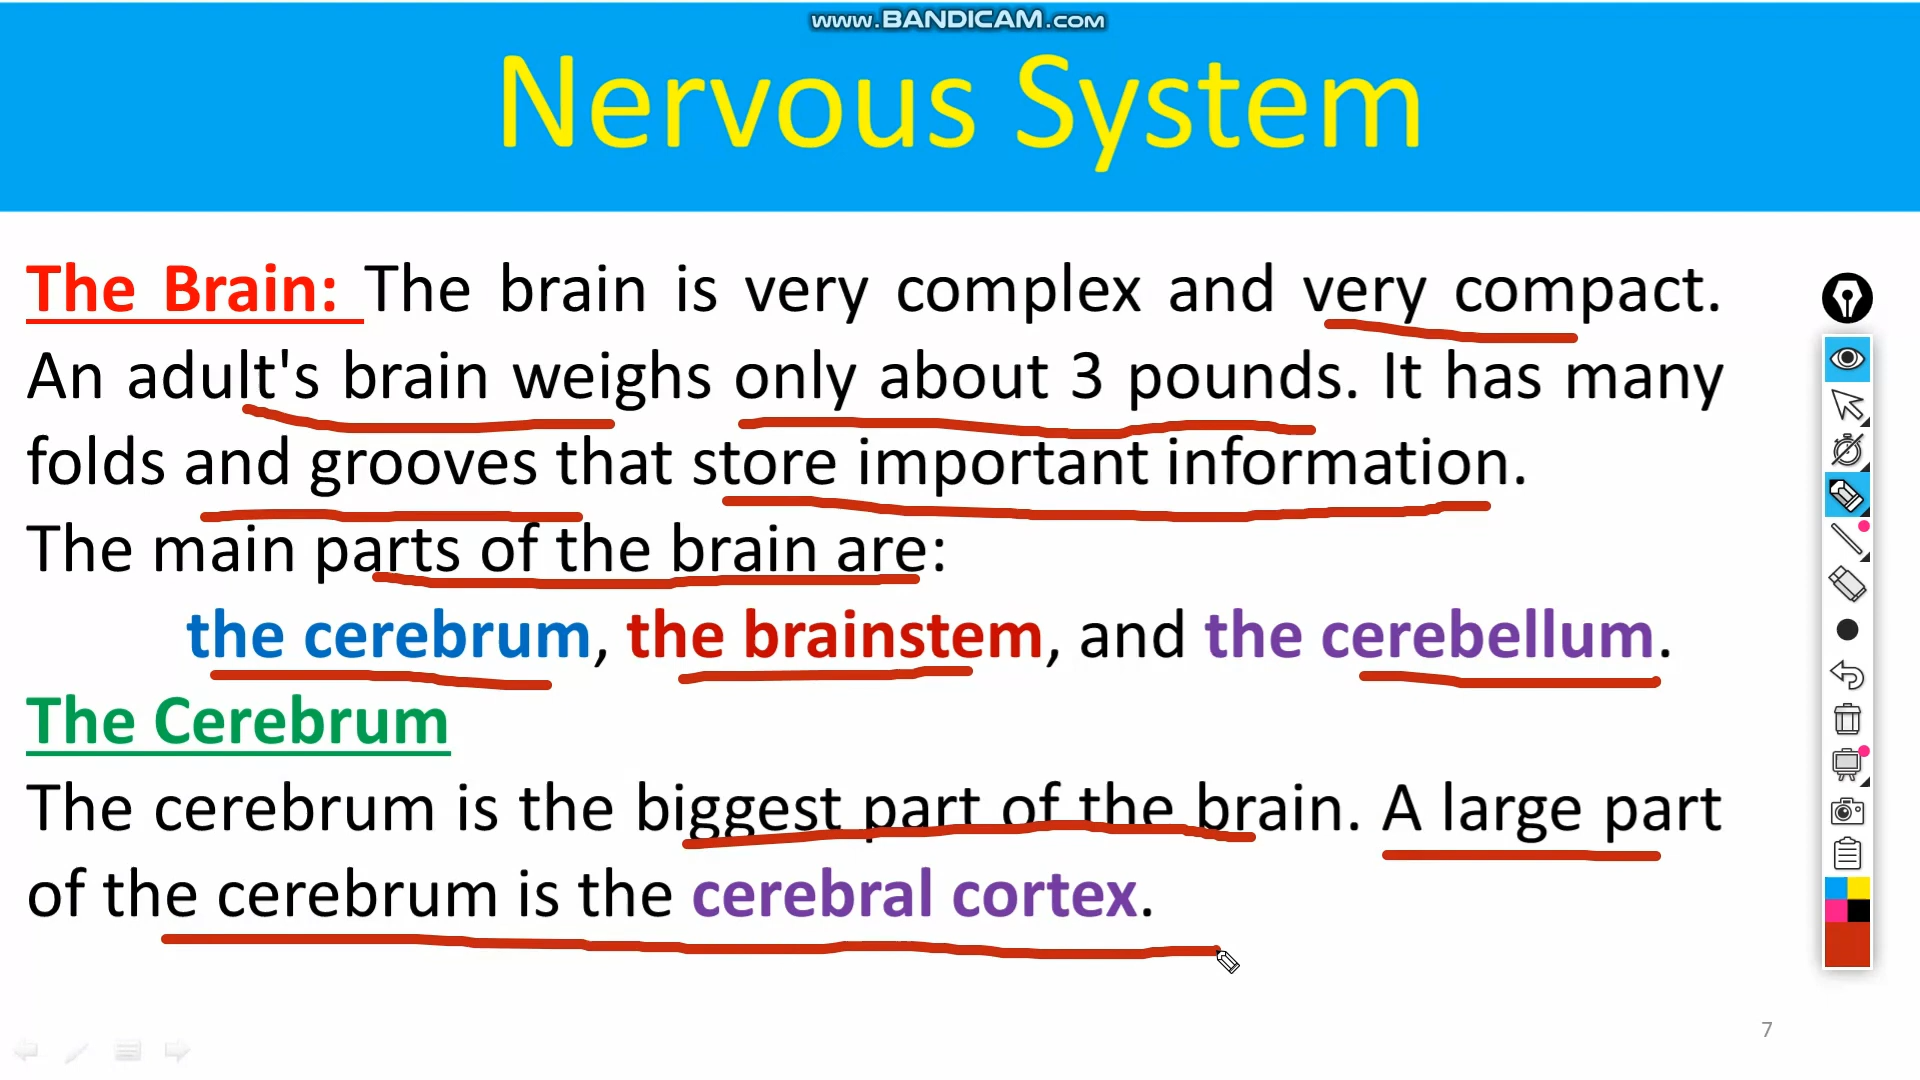 www.BANDICAM.com
Nervous System
The Brain: The brain is very complex and very compact.
An adult's brain weighs only about 3 pounds. It has many
folds and grooves that store important information.
The main parts of the brain are:
the cerebrum, the brainstem, and the cerebellum.
The Cerebrum
The cerebrum is the biggest part of the brain. A large part
of the cerebrum is the cerebral cortex.
7